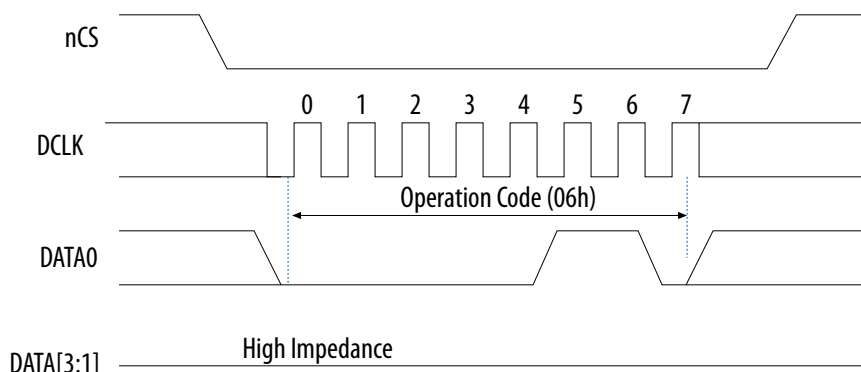 nCS
0 1 2 3 4 5 6 7
DCLK
Operation Code (06h)
DATA0
High Impedance
DATA[3:1]